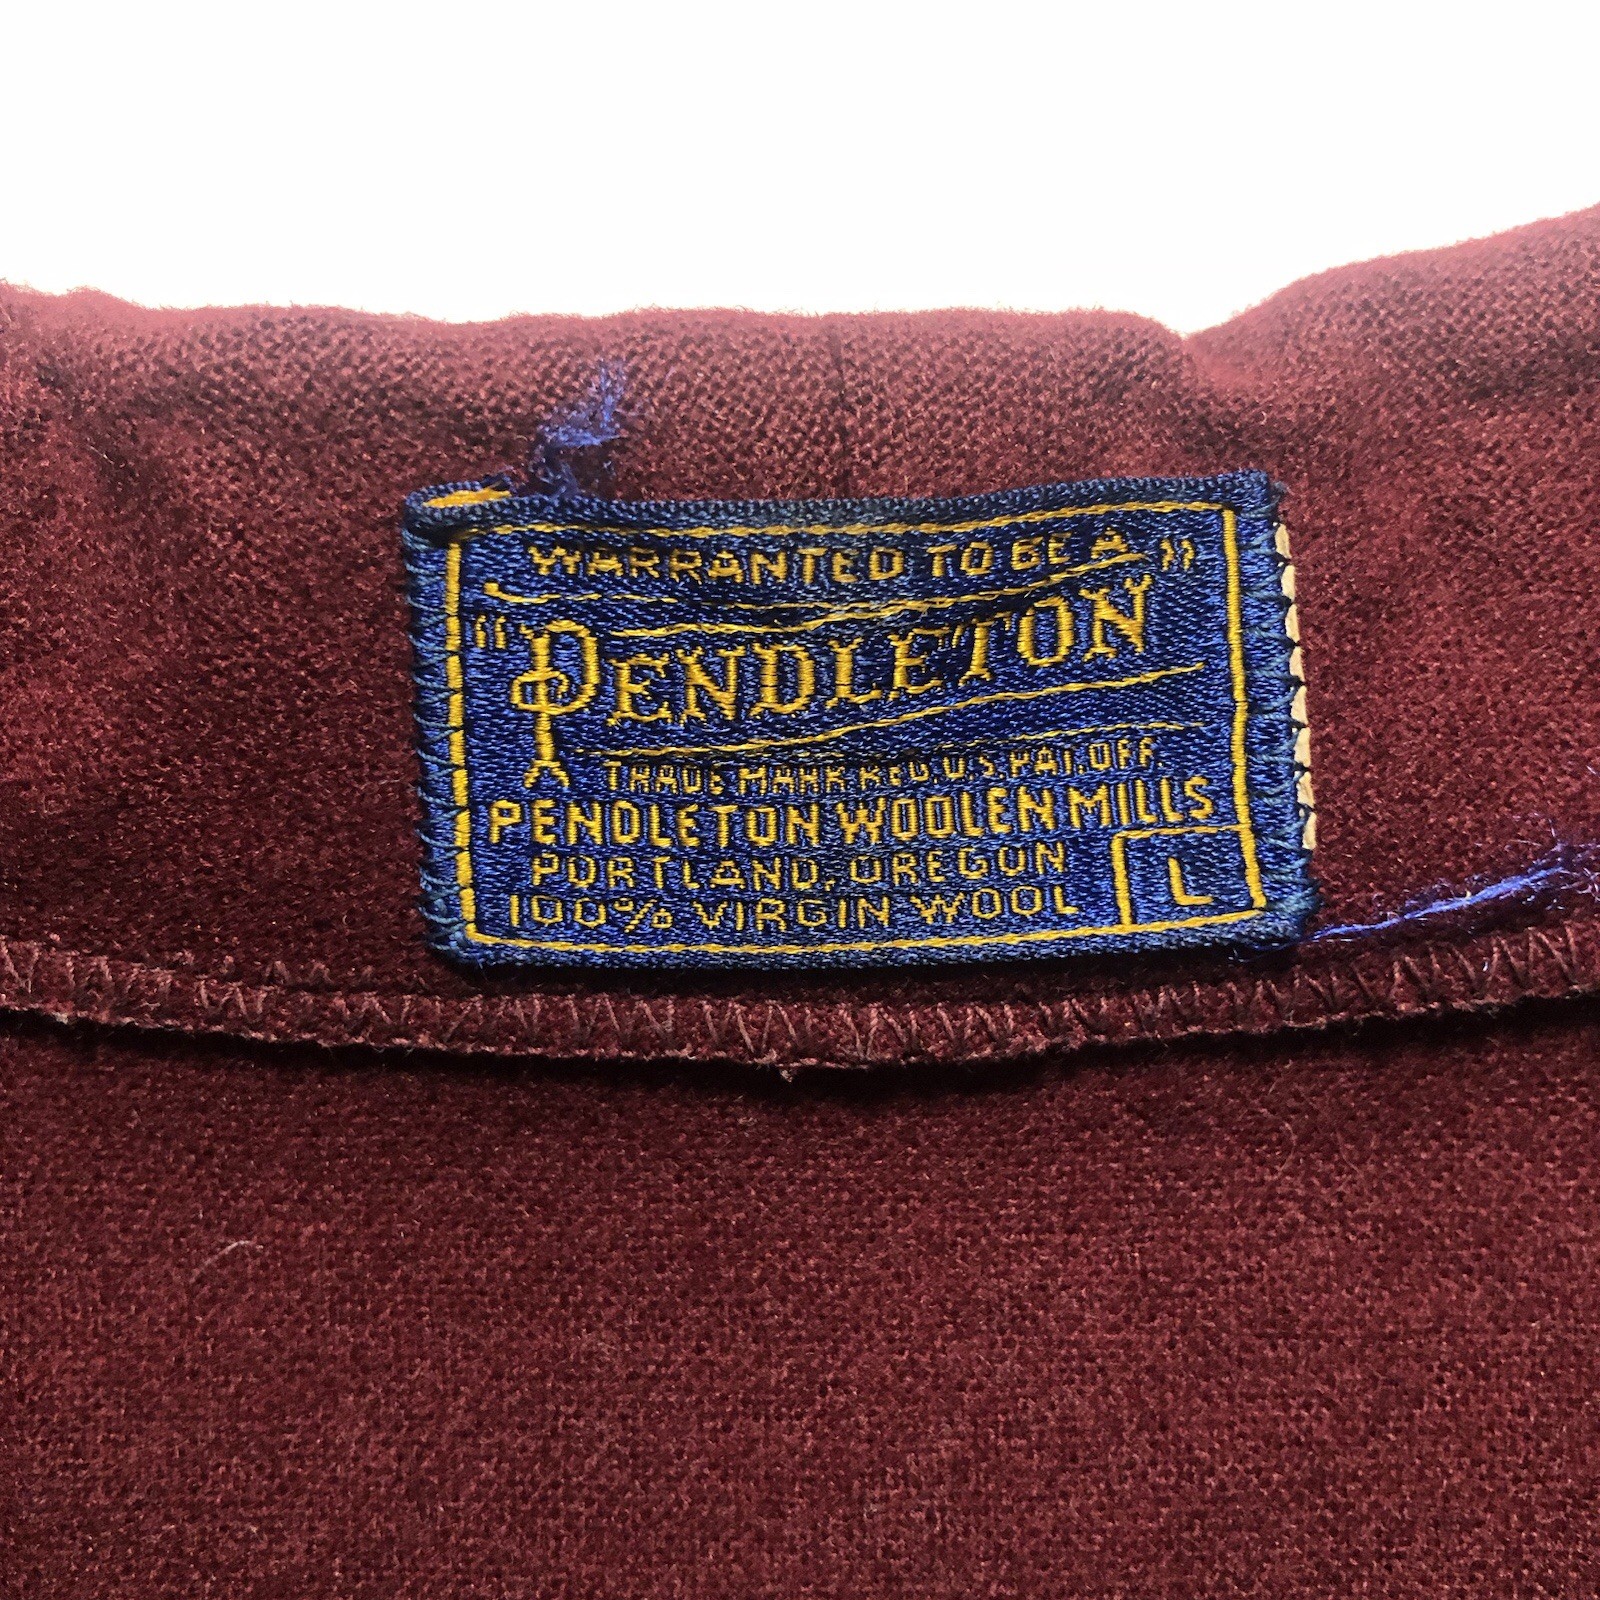 WARRANTED TO BE A
"PENDLETON"
TRADE MARK REG. U.S. PAT. OFF.
PENDLETON WOOLEN MILLS
PORTLAND, OREGON
100% VIRGIN WOOL
L